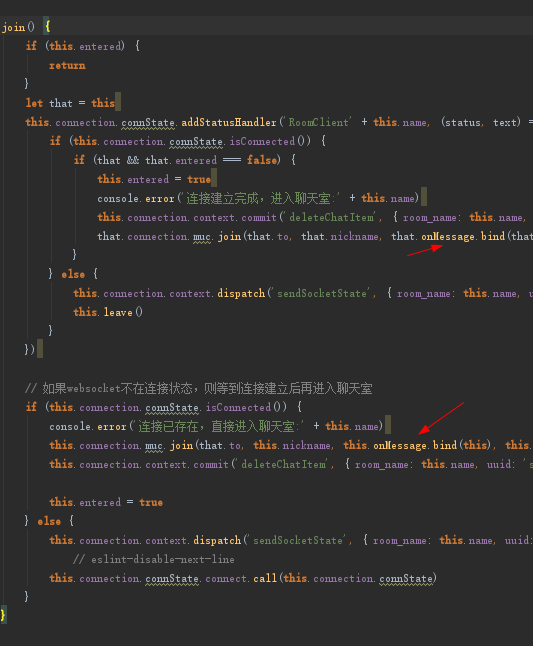 join() {
if (this.entered) {
return
}
let that = this
this.connection.connState.addStatusHandler('RoomClient' + this.name, (status, text) =
if (this.connection.connState.isConnected()) {
if (that && that.entered === false) {
this.entered = true
console.error('连接建立完成，进入聊天室:' + this.name)
this.connection.context.commit('deleteChatItem', { room_name: this.name,
that.connection.muc.join(that.to, that.nickname, that.onMessage.bind(that
}
} else {
this.connection.context.dispatch('sendSocketState', { room_name: this.name, u
this.leave()
}
})
// 如果websocket不在连接状态，则等到连接建立后再进入聊天室
if (this.connection.connState.isConnected()) {
console.error('连接已存在，直接进入聊天室:' + this.name)
this.connection.muc.join(that.to, this.nickname, this.onMessage.bind(this), this.
this.connection.context.commit('deleteChatItem', { room_name: this.name, uuid: 's
this.entered = true
} else {
this.connection.context.dispatch('sendSocketState', { room_name: this.name, uuid:
// eslint-disable-next-line
this.connection.connState.connect.call(this.connection.connState)
}
}